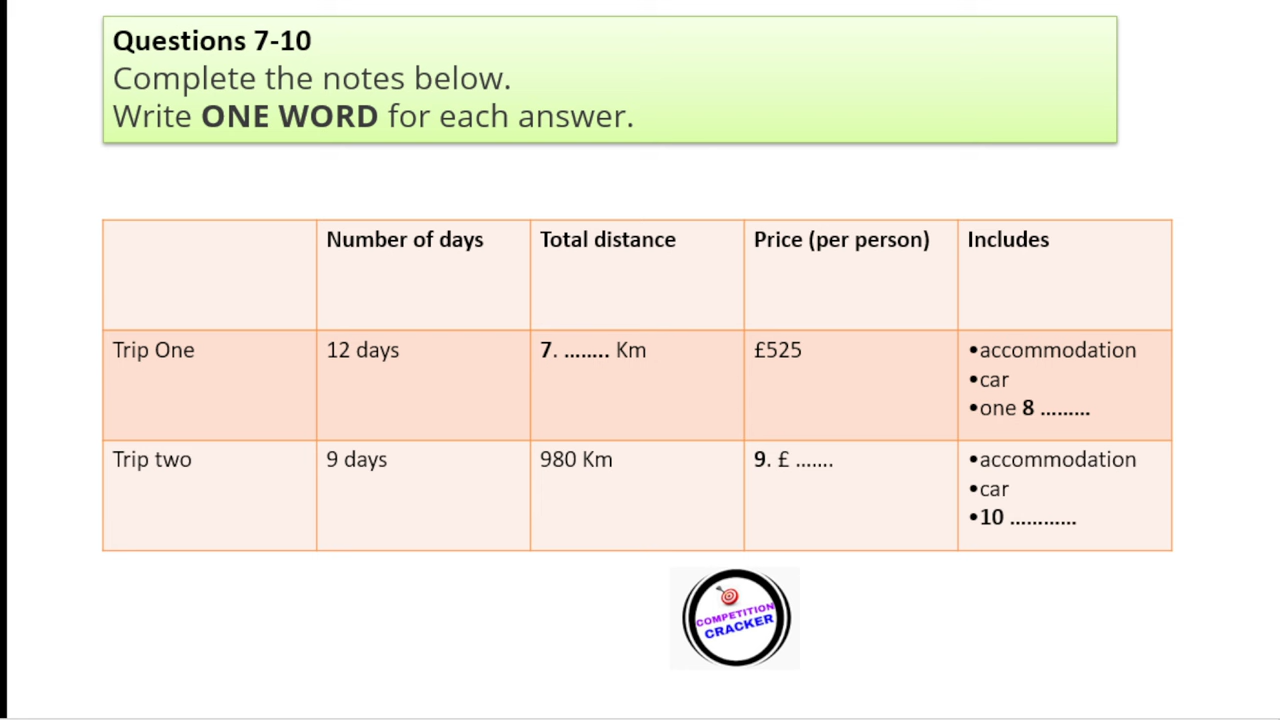 Questions 7-10
Complete the notes below.
Write ONE WORD for each answer.
Number of days
Total distance
Price (per person)
Includes
Trip One
12 days
7. ........ Km
£525
•accommodation
•car
•one 8 .........
Trip two
9 days
980 Km
9. £ .......
•accommodation
•car
•10 ............
COMPETITION
CRACKER